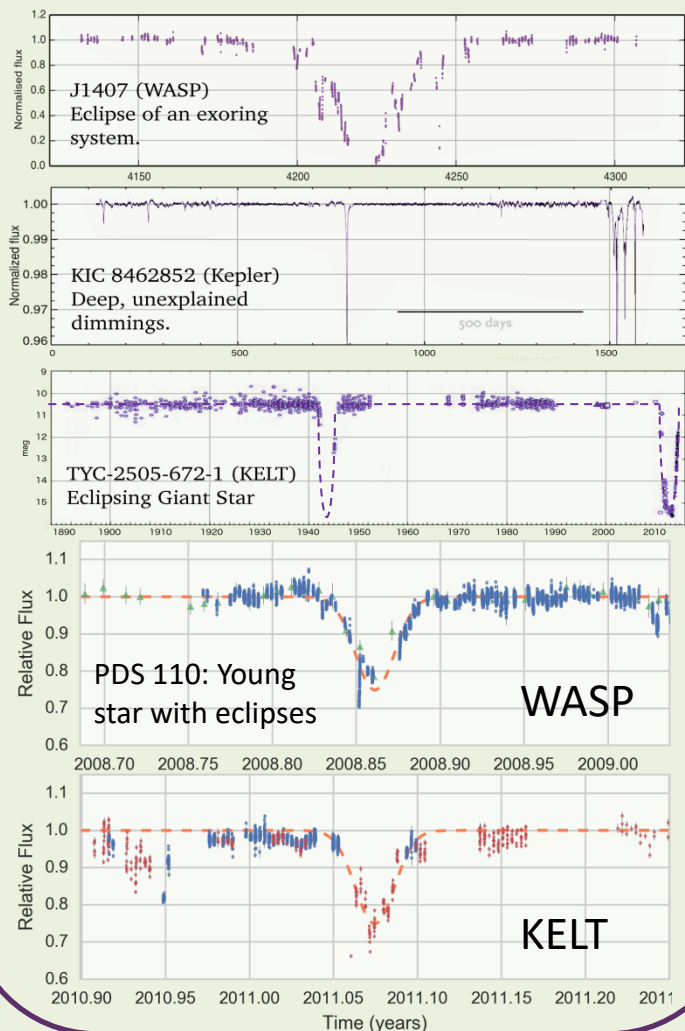 1.2
1.0
0.8
0.6
0.4
0.2
0.0
Normalised flux
J1407 (WASP)
Eclipse of an exoring
system.
4150 4200 4250 4300
1.00
0.99
0.98
0.97
0.96
Normalized flux
KIC 8462852 (Kepler)
Deep, unexplained
dimmings.
500 days
0 500 1000 1500
9
10
11
12
13
14
15
mag
TYC-2505-672-1 (KELT)
Eclipsing Giant Star
1890 1900 1910 1920 1930 1940 1950 1960 1970 1980 1990 2000 2010
1.1
1.0
0.9
0.8
0.7
0.6
Relative Flux
PDS 110: Young
star with eclipses
WASP
2008.70 2008.75 2008.80 2008.85 2008.90 2008.95 2009.00
1.0
0.9
0.8
0.7
0.6
Relative Flux
KELT
2010.90 2010.95 2011.00 2011.05 2011.10 2011.15 2011.20 2011.
Time (years)